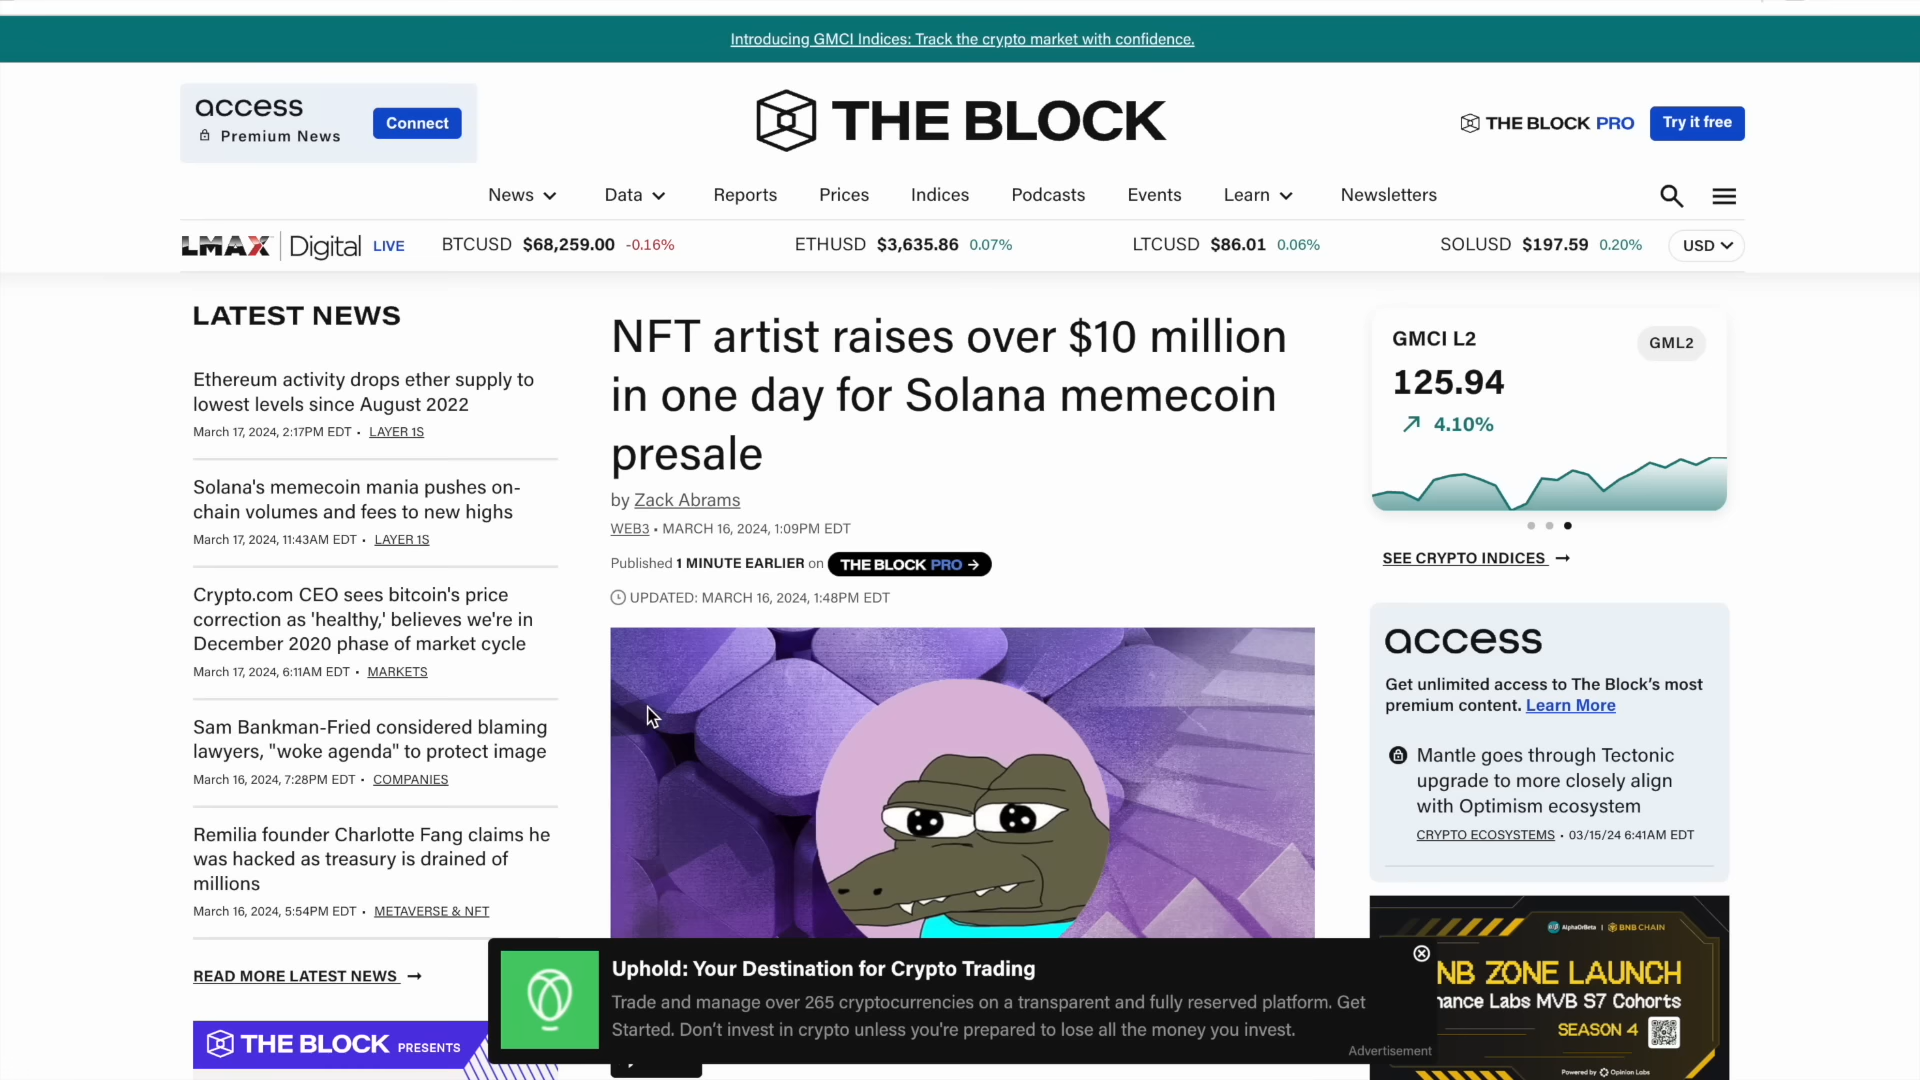 Introducing GMCI Indices: Track the crypto market with confidence.
access
Premium News
Connect
THE BLOCK
THE BLOCK PRO
Try it free
News
Data
Reports
Prices
Indices
Podcasts
Events
Learn
Newsletters
LMAX Digital LIVE
BTCUSD $68,259.00 -0.16%
ETHUSD $3,635.86 0.07%
LTCUSD $86.01 0.06%
SOLUSD $197.59 0.20%
USD
LATEST NEWS
Ethereum activity drops ether supply to
lowest levels since August 2022
March 17, 2024, 2:17PM EDT • LAYER 1S
Solana's memecoin mania pushes on-
chain volumes and fees to new highs
March 17, 2024, 11:43AM EDT • LAYER 1S
Crypto.com CEO sees bitcoin's price
correction as 'healthy,' believes we're in
December 2020 phase of market cycle
March 17, 2024, 6:11AM EDT • MARKETS
Sam Bankman-Fried considered blaming
lawyers, "woke agenda" to protect image
March 16, 2024, 7:28PM EDT • COMPANIES
Remilia founder Charlotte Fang claims he
was hacked as treasury is drained of
millions
March 16, 2024, 5:54PM EDT • METAVERSE & NFT
READ MORE LATEST NEWS →
THE BLOCK PRESENTS
NFT artist raises over $10 million
in one day for Solana memecoin
presale
by Zack Abrams
WEB3 • MARCH 16, 2024, 1:09PM EDT
Published 1 MINUTE EARLIER on THE BLOCK PRO →
UPDATED: MARCH 16, 2024, 1:48PM EDT
Uphold: Your Destination for Crypto Trading
Trade and manage over 265 cryptocurrencies on a transparent and fully reserved platform. Get
Started. Don't invest in crypto unless you're prepared to lose all the money you invest.
Advertisement
GMCI L2
GML2
125.94
4.10%
SEE CRYPTO INDICES →
access
Get unlimited access to The Block's most
premium content. Learn More
Mantle goes through Tectonic
upgrade to more closely align
with Optimism ecosystem
CRYPTO ECOSYSTEMS • 03/15/24 6:41AM EDT
AlphaOrBeta | BNB CHAIN
NB ZONE LAUNCH
nance Labs MVB S7 Cohorts
SEASON 4
Powered by Opinion Labs